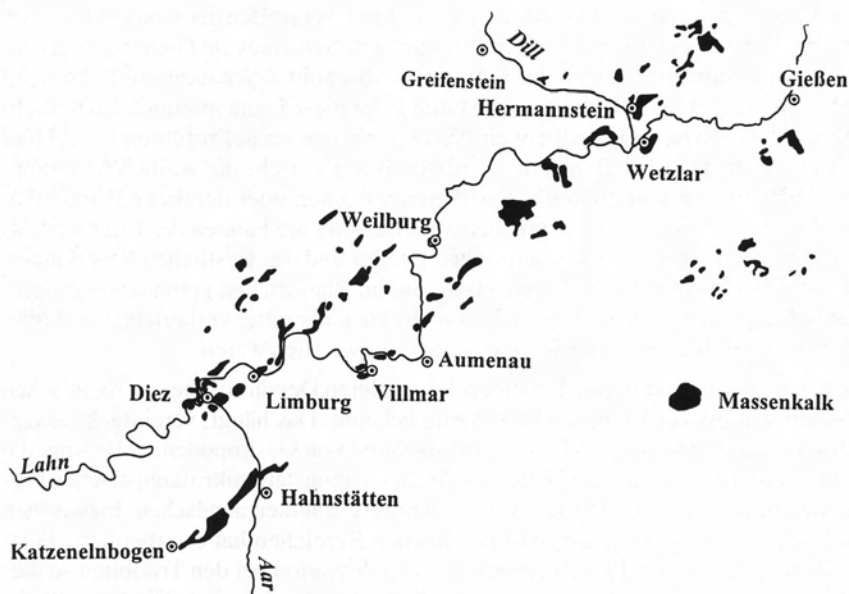 Dill
Greifenstein
Gießen
Hermannstein
Wetzlar
Weilburg
Aumenau
Diez
Limburg
Villmar
Massenkalk
Lahn
Hahnstätten
Katzenelnbogen
Aar